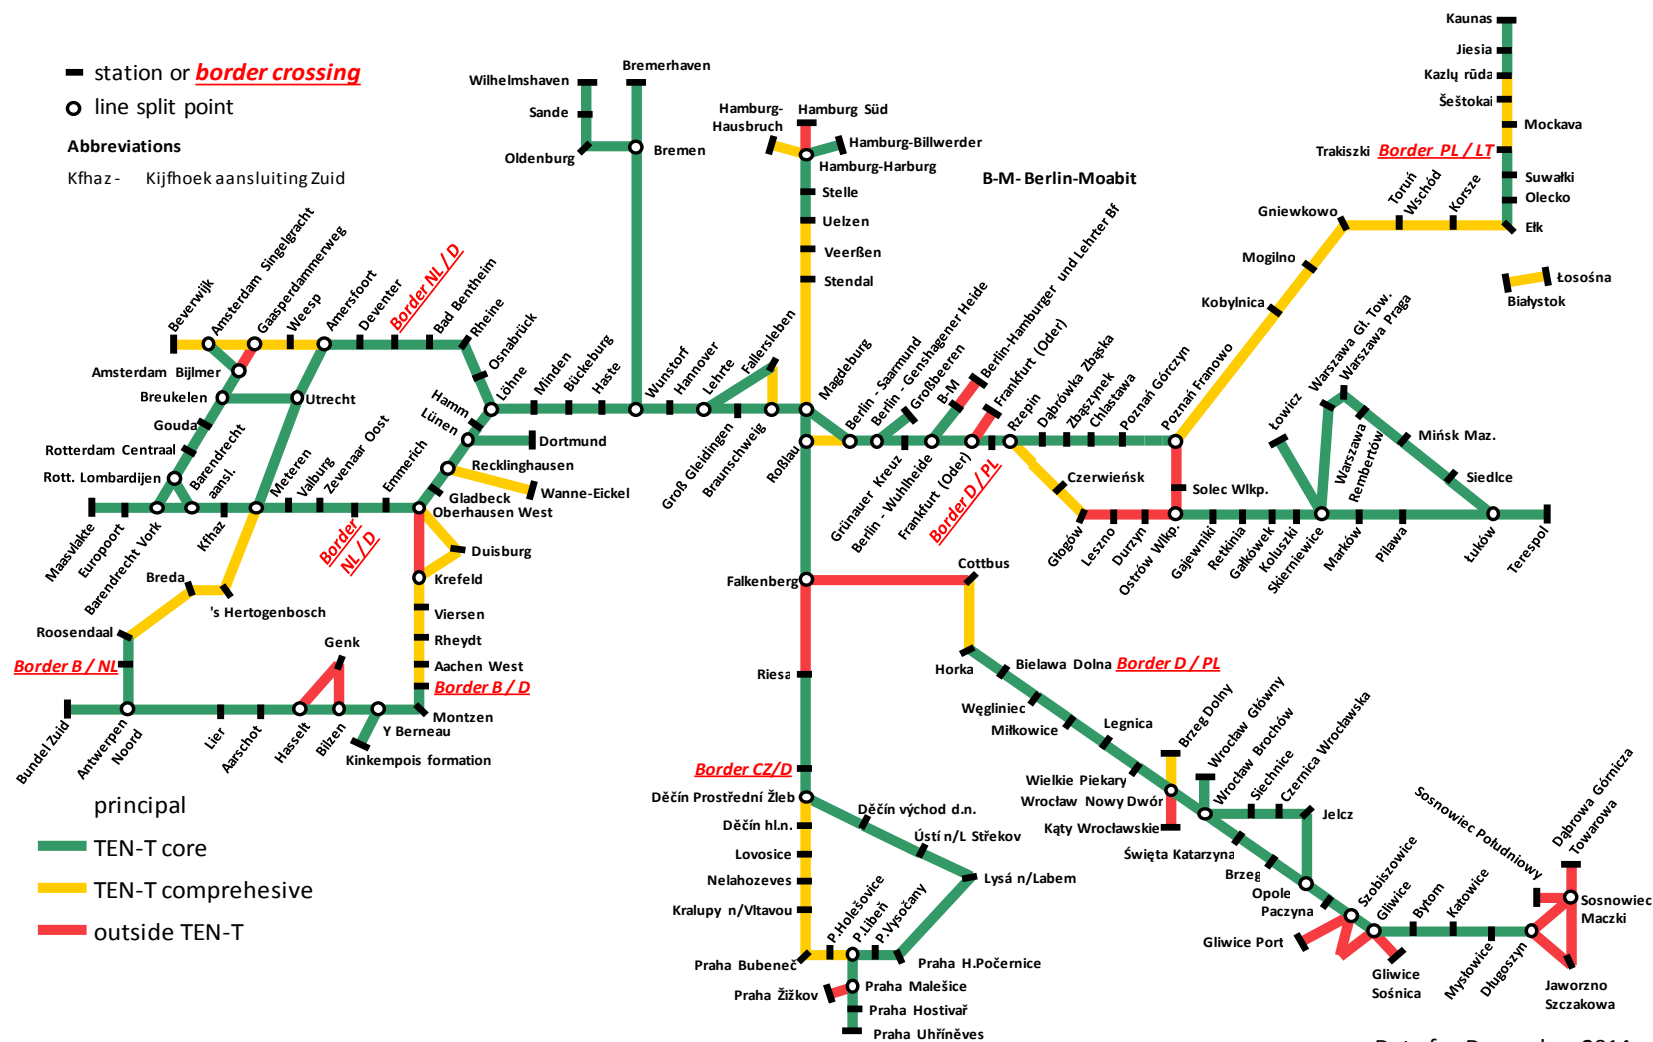 station or border crossing
line split point
Abbreviations
Kfhaz - Kijfhoek aansluiting Zuid
Wilhelmshaven
Bremerhaven
Sande
Oldenburg
Bremen
Hamburg-
Hausbruch
Hamburg Süd
Hamburg-Billwerder
Hamburg-Harburg
Stelle
Uelzen
Veerßen
Stendal
B-M- Berlin-Moabit
Kaunas
Jiesia
Kazlų rūda
Šeštokai
Mockava
Trakiszki Border PL / LT
Suwałki
Olecko
Ełk
Korsze
Toruń
Wschód
Gniewkowo
Mogilno
Kobylnica
Łosośna
Białystok
Beverwijk
Amsterdam Singelgracht
Gaasperdammerweg
Weesp
Amersfoort
Deventer
Border NL / D
Bad Bentheim
Rheine
Osnabrück
Löhne
Minden
Bückeburg
Haste
Wunstorf
Hannover
Lehrte
Fallersleben
Groß Gleidingen
Braunschweig
Magdeburg
Roßlau
Berlin - Saarmund
Berlin - Genshagener Heide
Großbeeren
B-M
Berlin-Hamburger und Lehrter Bf
Frankfurt (Oder)
Grünauer Kreuz
Berlin - Wuhlheide
Frankfurt (Oder)
Border D / PL
Rzepin
Dąbrówka Zbąska
Zbąszynek
Chlastawa
Poznań Górczyn
Poznań Franowo
Amsterdam Bijlmer
Breukelen
Utrecht
Gouda
Rotterdam Centraal
Rott. Lombardijen
Barendrecht
aansl.
Maasvlakte
Europoort
Barendrecht Vork
Kfhaz
Meteren
Valburg
Zevenaar Oost
Border
NL / D
Emmerich
Hamm
Lünen
Dortmund
Recklinghausen
Wanne-Eickel
Gladbeck
Oberhausen West
Duisburg
Krefeld
Viersen
Rheydt
Aachen West
Border B / D
Montzen
Breda
's Hertogenbosch
Roosendaal
Border B / NL
Bundel Zuid
Antwerpen
Noord
Lier
Aarschot
Hasselt
Genk
Bilzen
Y Berneau
Kinkempois formation
Czerwieńsk
Głogów
Leszno
Durzyn
Ostrów Wlkp.
Solec Wlkp.
Gajewniki
Retkinia
Gałkówek
Koluszki
Skierniewice
Łowicz
Warszawa Gł. Tow.
Warszawa Praga
Warszawa
Rembertów
Mińsk Maz.
Siedlce
Marków
Pilawa
Łuków
Terespol
Falkenberg
Cottbus
Horka
Riesa
Border CZ/D
Bielawa Dolna Border D / PL
Węgliniec
Miłkowice
Legnica
Wielkie Piekary
Wrocław Nowy Dwór
Kąty Wrocławskie
Brzeg Dolny
Wrocław Główny
Wrocław Brochów
Siechnice
Czernica Wrocławska
Jelcz
Święta Katarzyna
Brzeg
Opole
Paczyna
Szobiszowice
Gliwice
Gliwice Port
Gliwice
Sośnica
Bytom
Katowice
Mysłowice
Długoszyn
Sosnowiec Południowy
Dąbrowa Górnicza
Towarowa
Sosnowiec
Maczki
Jaworzno
Szczakowa
Děčín Prostřední Žleb
Děčín východ d.n.
Děčín hl.n.
Ústí n/L Střekov
Lovosice
Nelahozeves
Lysá n/Labem
Kralupy n/Vltavou
P.Holešovice
P.Libeň
P.Vysočany
Praha Bubeneč
Praha H.Počernice
Praha Malešice
Praha Žižkov
Praha Hostivař
Praha Uhříněves
principal
TEN-T core
TEN-T comprehesive
outside TEN-T